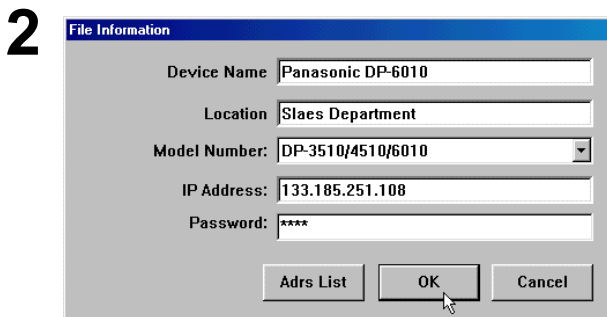 2
File Information
Device Name Panasonic DP-6010
Location Slaes Department
Model Number: DP-3510/4510/6010
IP Address: 133.185.251.108
Password: ****
Adrs List OK Cancel